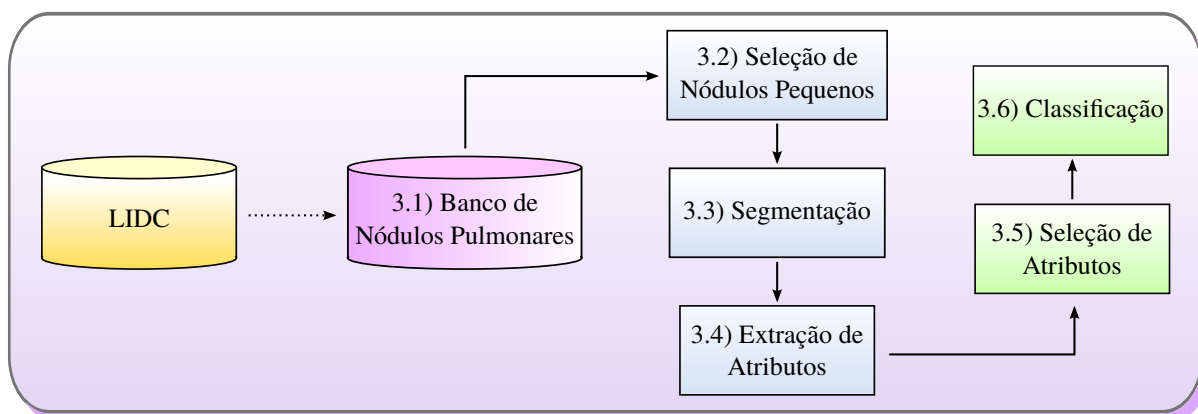 LIDC
3.1) Banco de
Nódulos Pulmonares
3.2) Seleção de
Nódulos Pequenos
3.3) Segmentação
3.4) Extração de
Atributos
3.5) Seleção de
Atributos
3.6) Classificação